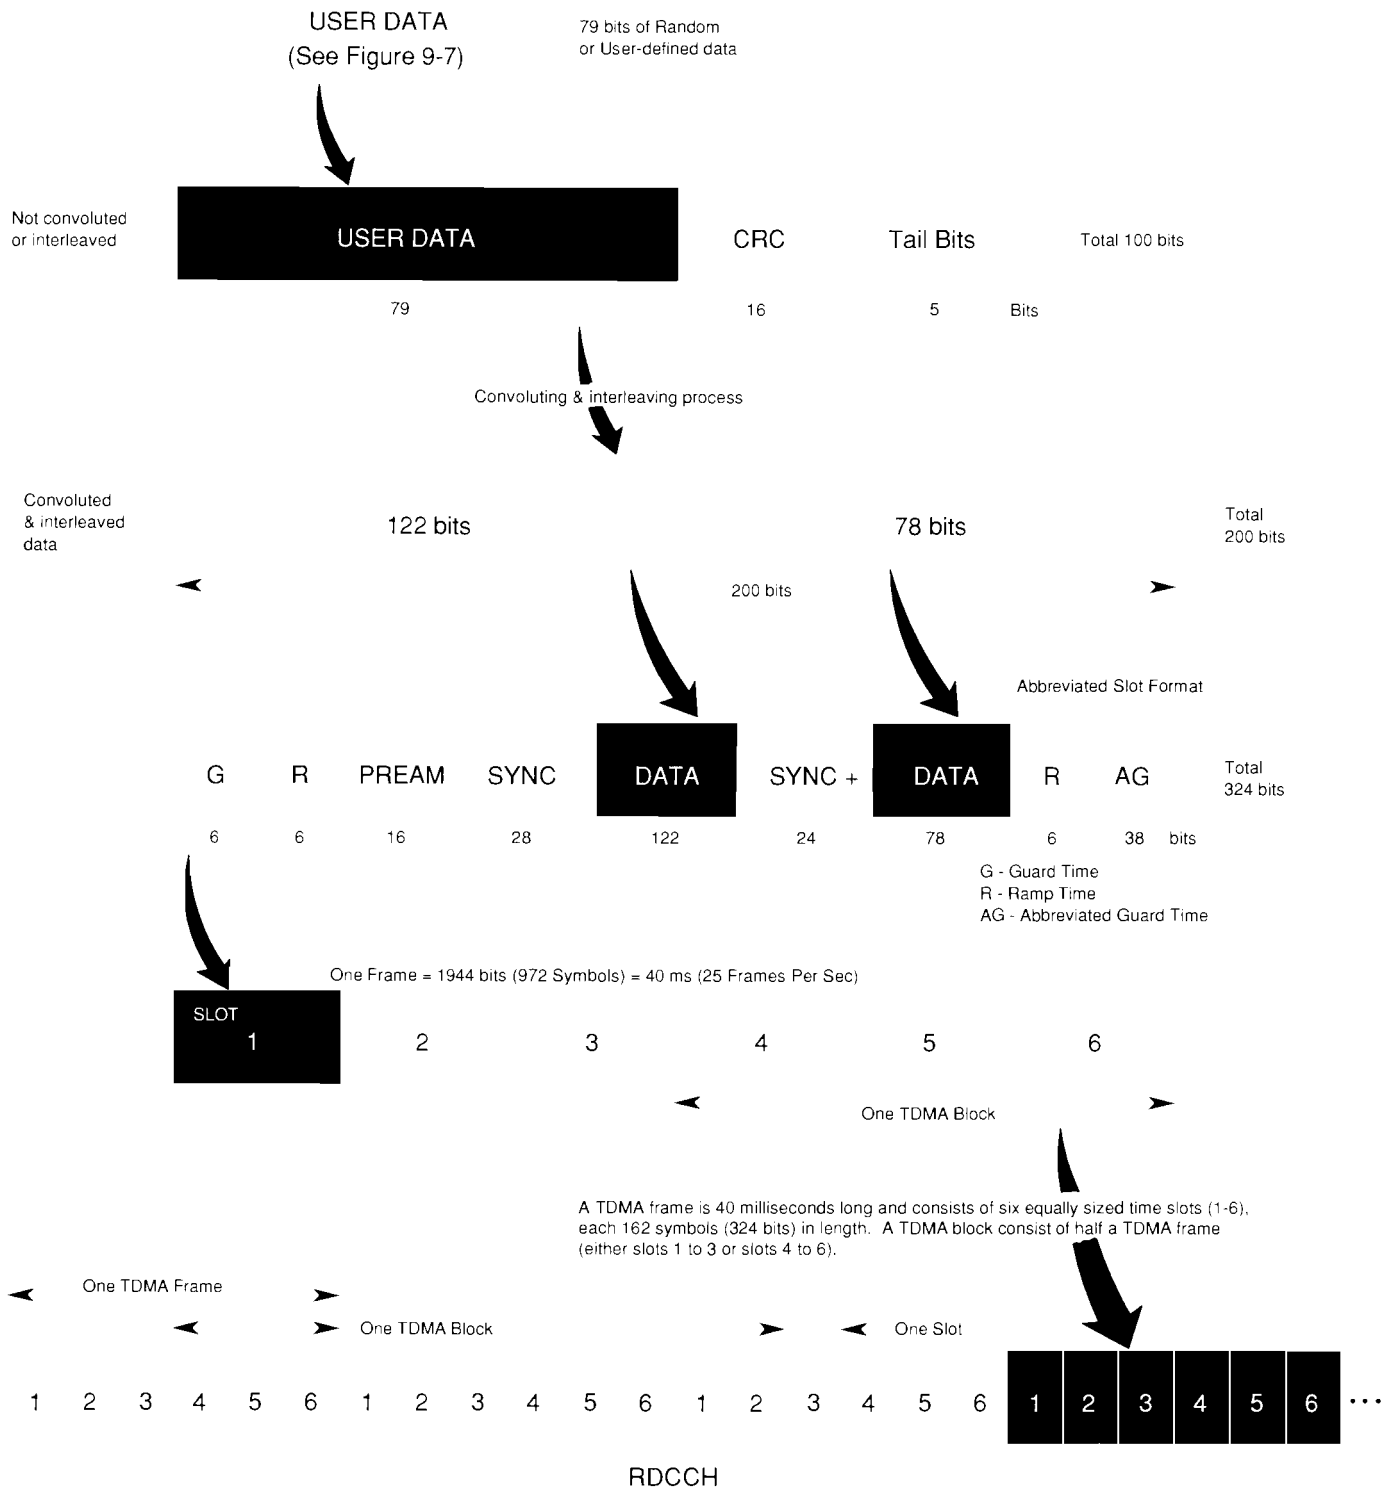 USER DATA
(See Figure 9-7)
79 bits of Random
or User-defined data
Not convoluted
or interleaved
USER DATA
CRC
Tail Bits
Total 100 bits
79
16
5
Bits
Convoluting & interleaving process
Convoluted
& interleaved
data
122 bits
78 bits
Total
200 bits
200 bits
Abbreviated Slot Format
G
R
PREAM
SYNC
DATA
SYNC +
DATA
R
AG
Total
324 bits
6
6
16
28
122
24
78
6
38
bits
G - Guard Time
R - Ramp Time
AG - Abbreviated Guard Time
One Frame = 1944 bits (972 Symbols) = 40 ms (25 Frames Per Sec)
SLOT
1
2
3
4
5
6
One TDMA Block
A TDMA frame is 40 milliseconds long and consists of six equally sized time slots (1-6),
each 162 symbols (324 bits) in length. A TDMA block consist of half a TDMA frame
(either slots 1 to 3 or slots 4 to 6).
One TDMA Frame
One TDMA Block
One Slot
1 2 3 4 5 6 1 2 3 4 5 6 1 2 3 4 5 6 1 2 3 4 5 6 ...
RDCCH